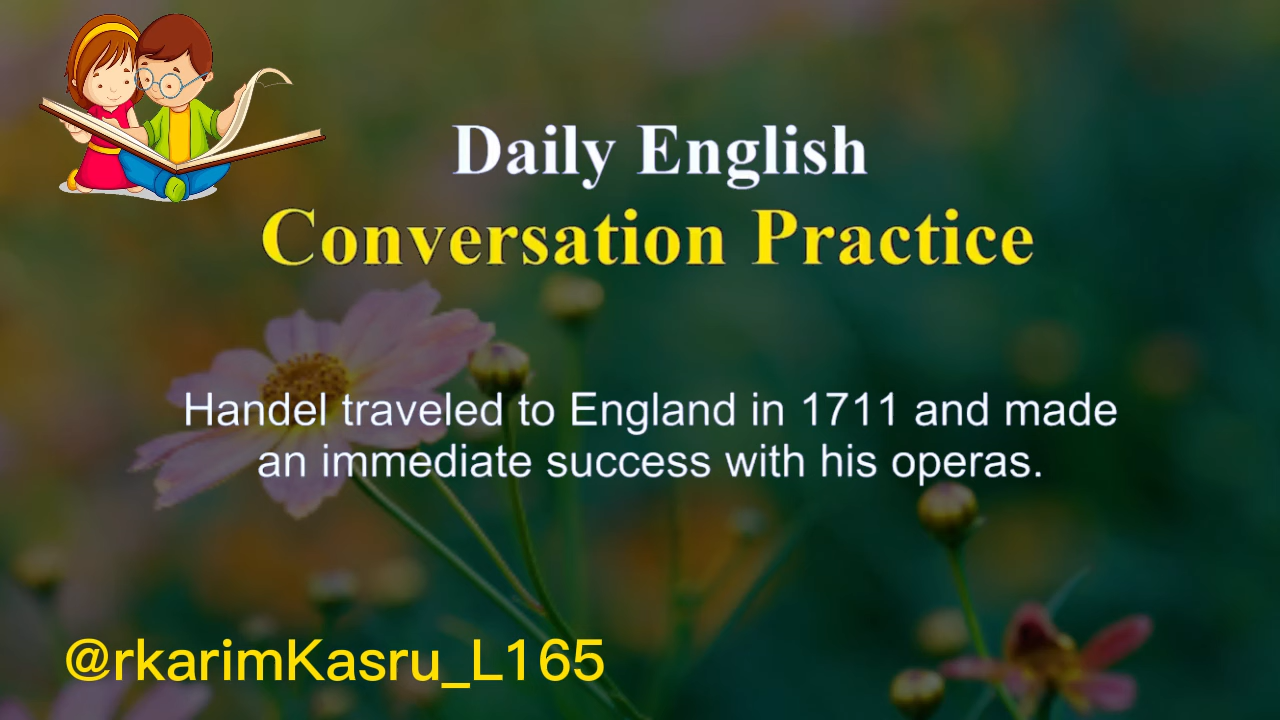 Daily English
Conversation Practice
Handel traveled to England in 1711 and made
an immediate success with his operas.
@rkarimKasru_L165